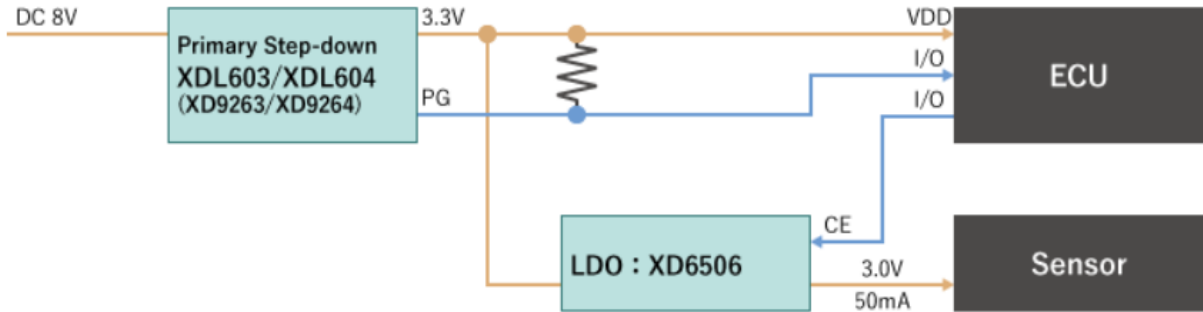 DC 8V
Primary Step-down
XDL603/XDL604
(XD9263/XD9264)
3.3V
PG
VDD
I/O
I/O
ECU
LDO：XD6506
CE
3.0V
50mA
Sensor